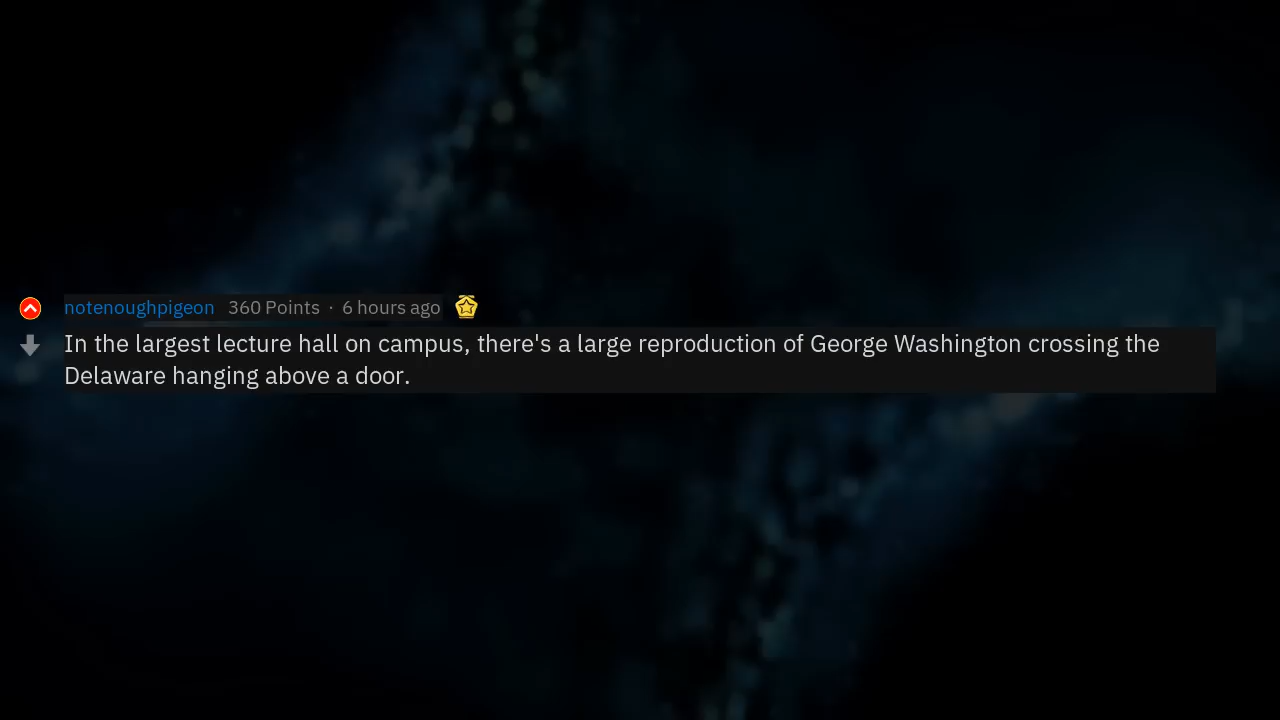 notenoughpigeon 360 Points · 6 hours ago
In the largest lecture hall on campus, there's a large reproduction of George Washington crossing the
Delaware hanging above a door.